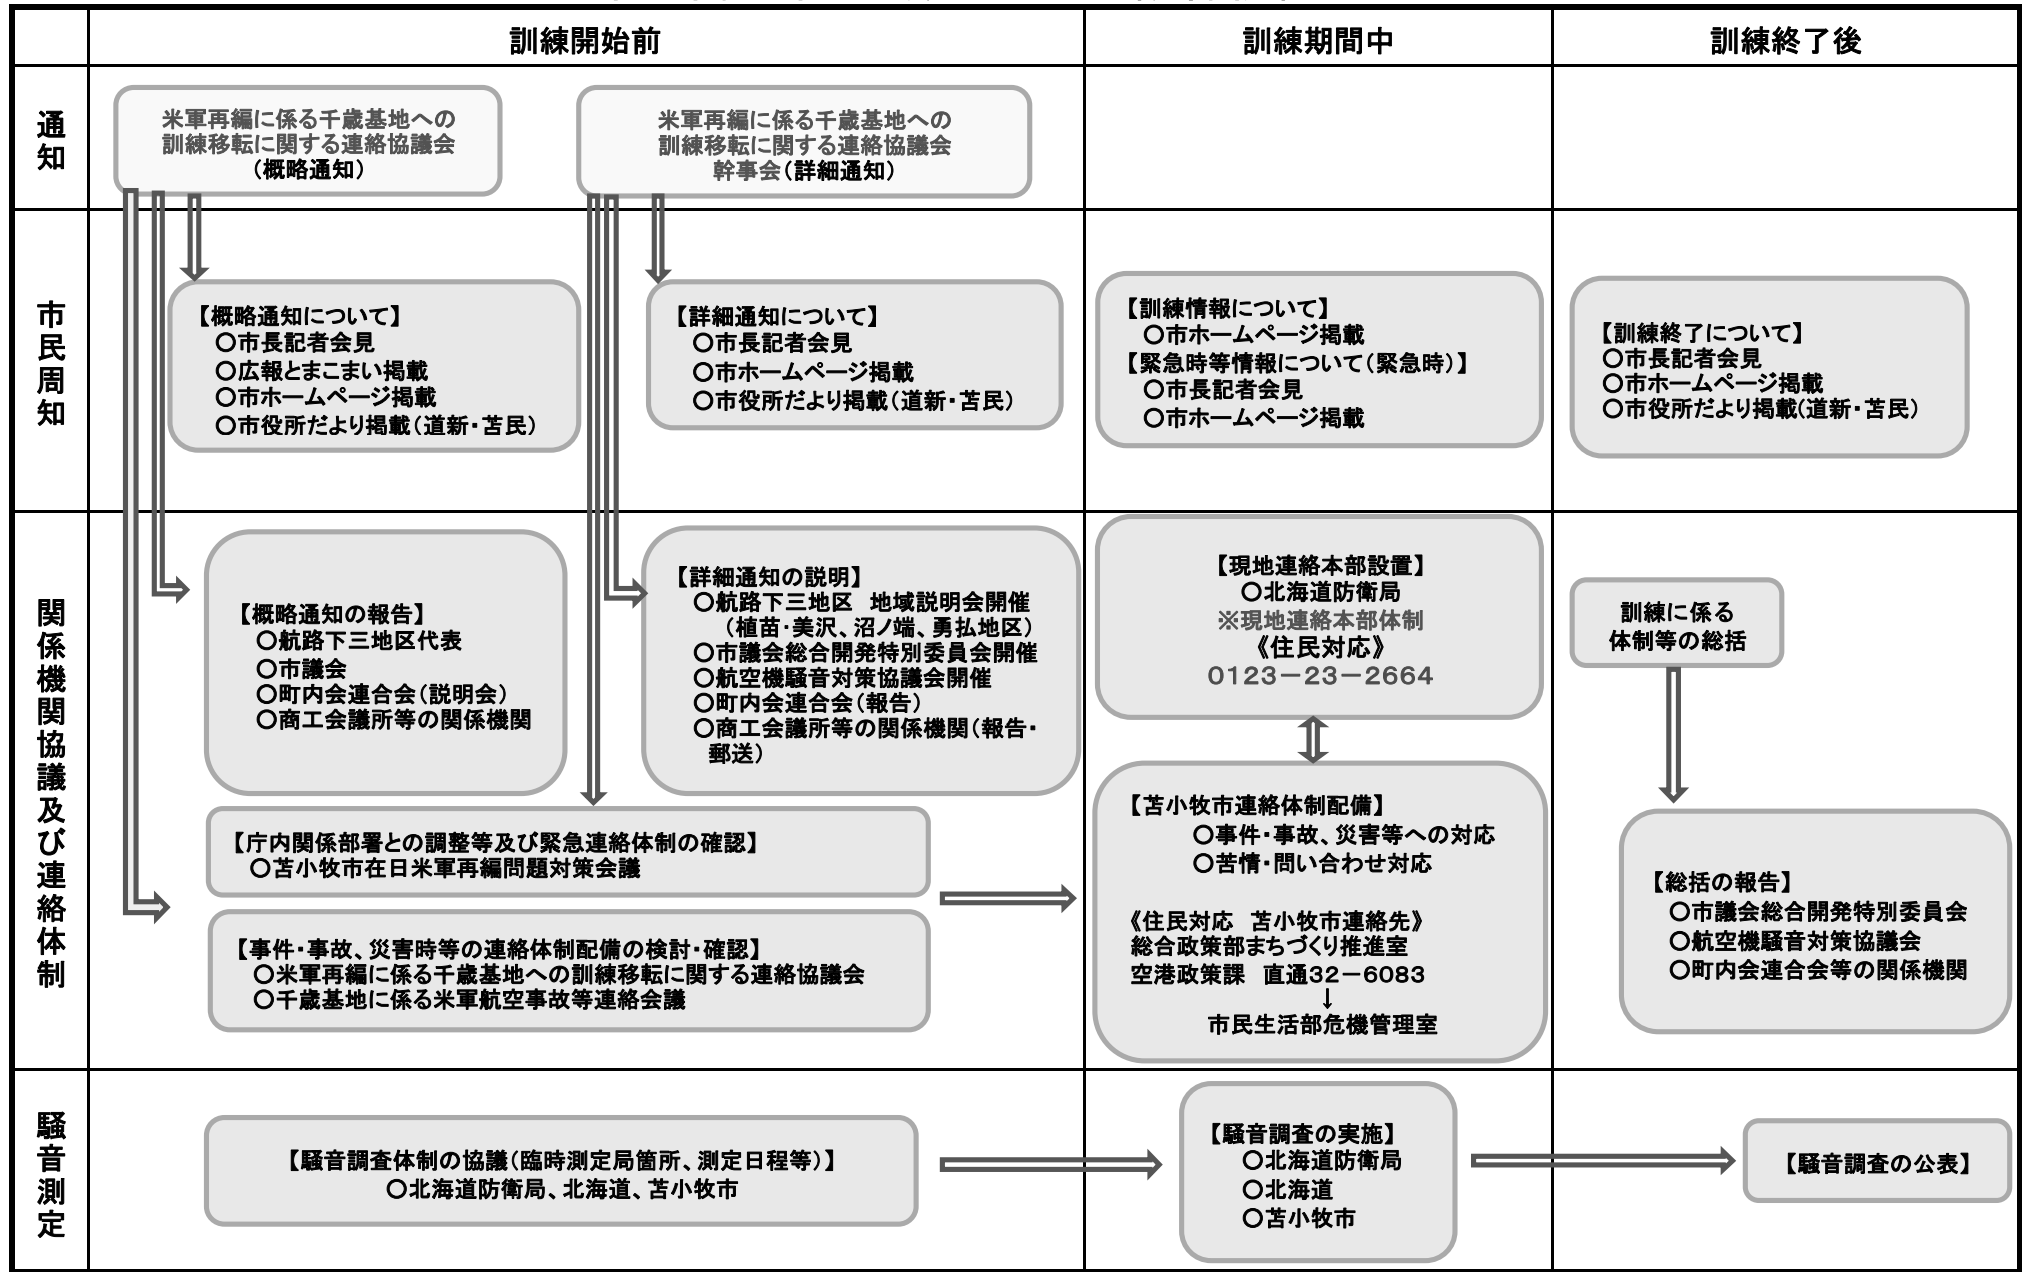 訓練開始前
訓練期間中
訓練終了後
通知
米軍再編に係る千歳基地への
訓練移転に関する連絡協議会
(概略通知)
米軍再編に係る千歳基地への
訓練移転に関する連絡協議会
幹事会(詳細通知)
市民周知
【概略通知について】
○市長記者会見
○広報とまこまい掲載
○市ホームページ掲載
○市役所だより掲載(道新・苫民)
【詳細通知について】
○市長記者会見
○市ホームページ掲載
○市役所だより掲載(道新・苫民)
【訓練情報について】
○市ホームページ掲載
【緊急時等情報について(緊急時)】
○市長記者会見
○市ホームページ掲載
【訓練終了について】
○市長記者会見
○市ホームページ掲載
○市役所だより掲載(道新・苫民)
関係機関協議及び連絡体制
【概略通知の報告】
○航路下三地区代表
○市議会
○町内会連合会(説明会)
○商工会議所等の関係機関
【詳細通知の説明】
○航路下三地区 地域説明会開催
(植苗・美沢、沼ノ端、勇払地区)
○市議会総合開発特別委員会開催
○航空機騒音対策協議会開催
○町内会連合会(報告)
○商工会議所等の関係機関(報告・
郵送)
【庁内関係部署との調整等及び緊急連絡体制の確認】
○苫小牧市在日米軍再編問題対策会議
【事件・事故、災害時等の連絡体制配備の検討・確認】
○米軍再編に係る千歳基地への訓練移転に関する連絡協議会
○千歳基地に係る米軍航空事故等連絡会議
【現地連絡本部設置】
○北海道防衛局
※現地連絡本部体制
《住民対応》
0123-23-2664
【苫小牧市連絡体制配備】
○事件・事故、災害等への対応
○苦情・問い合わせ対応
《住民対応 苫小牧市連絡先》
総合政策部まちづくり推進室
空港政策課 直通32-6083
↓
市民生活部危機管理室
訓練に係る
体制等の総括
【総括の報告】
○市議会総合開発特別委員会
○航空機騒音対策協議会
○町内会連合会等の関係機関
騒音測定
【騒音調査体制の協議(臨時測定局箇所、測定日程等)】
○北海道防衛局、北海道、苫小牧市
【騒音調査の実施】
○北海道防衛局
○北海道
○苫小牧市
【騒音調査の公表】